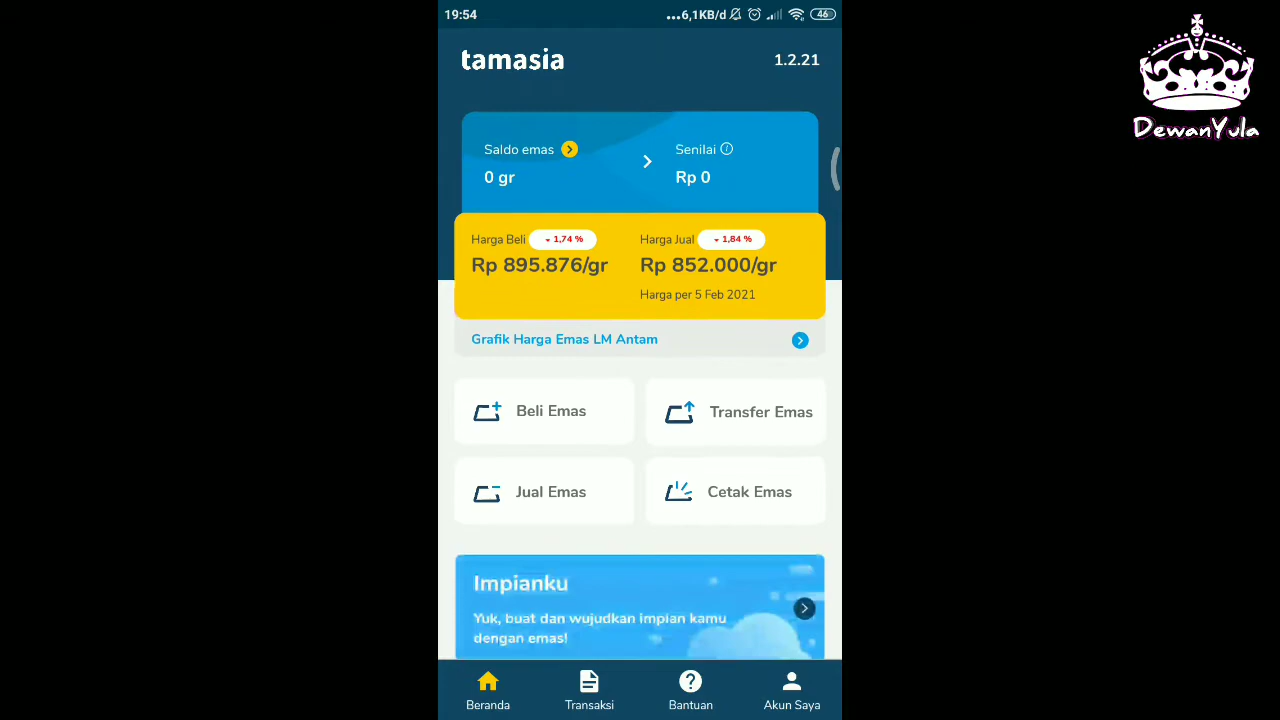 19:54
...6,1KB/d
46
DewanYula
tamasia
1.2.21
Saldo emas
Senilai
0 gr
Rp 0
Harga Beli
1,74 %
Harga Jual
1,84 %
Rp 895.876/gr
Rp 852.000/gr
Harga per 5 Feb 2021
Grafik Harga Emas LM Antam
Beli Emas
Transfer Emas
Jual Emas
Cetak Emas
Impianku
Yuk, buat dan wujudkan impian kamu
dengan emas!
Beranda
Transaksi
Bantuan
Akun Saya